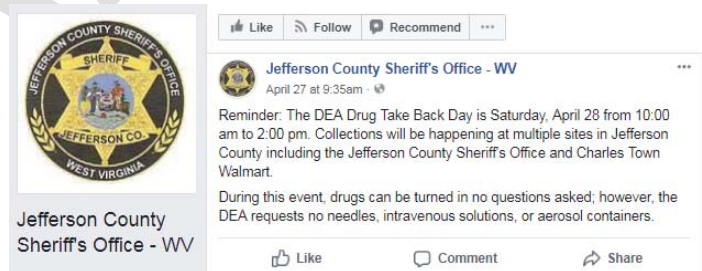 JEFFERSON COUNTY SHERIFF'S OFFICE
SHERIFF
JEFFERSON CO.
WEST VIRGINIA
Jefferson County
Sheriff's Office - WV
Like Follow Recommend ...
Jefferson County Sheriff's Office - WV
April 27 at 9:35am ·
Reminder: The DEA Drug Take Back Day is Saturday, April 28 from 10:00
am to 2:00 pm. Collections will be happening at multiple sites in Jefferson
County including the Jefferson County Sheriff's Office and Charles Town
Walmart.
During this event, drugs can be turned in no questions asked; however, the
DEA requests no needles, intravenous solutions, or aerosol containers.
Like Comment Share